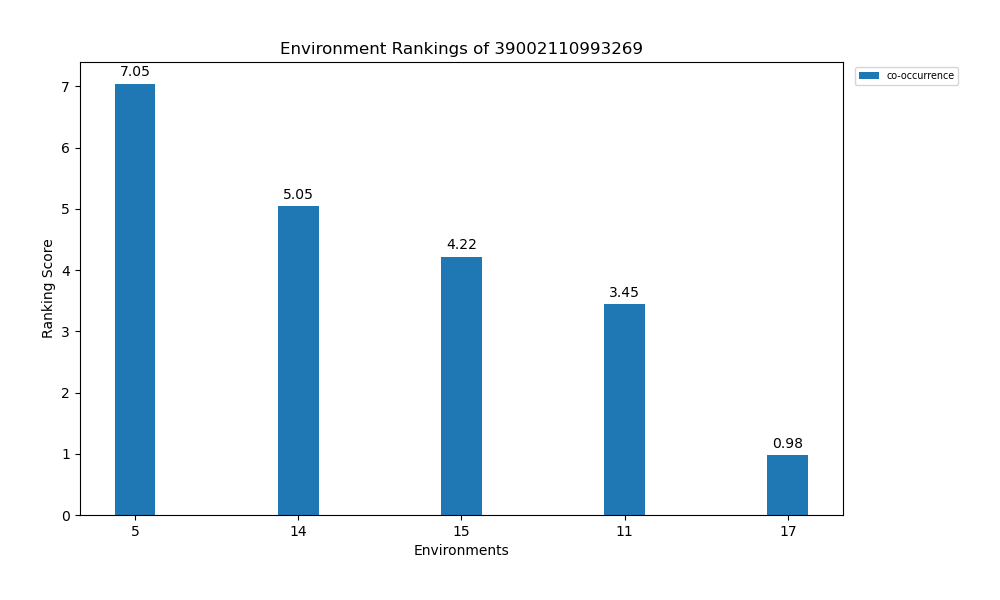 Environment Rankings of 39002110993269
co-occurrence
7.05
5.05
4.22
3.45
0.98
Ranking Score
7
6
5
4
3
2
1
0
5 14 15 11 17
Environments